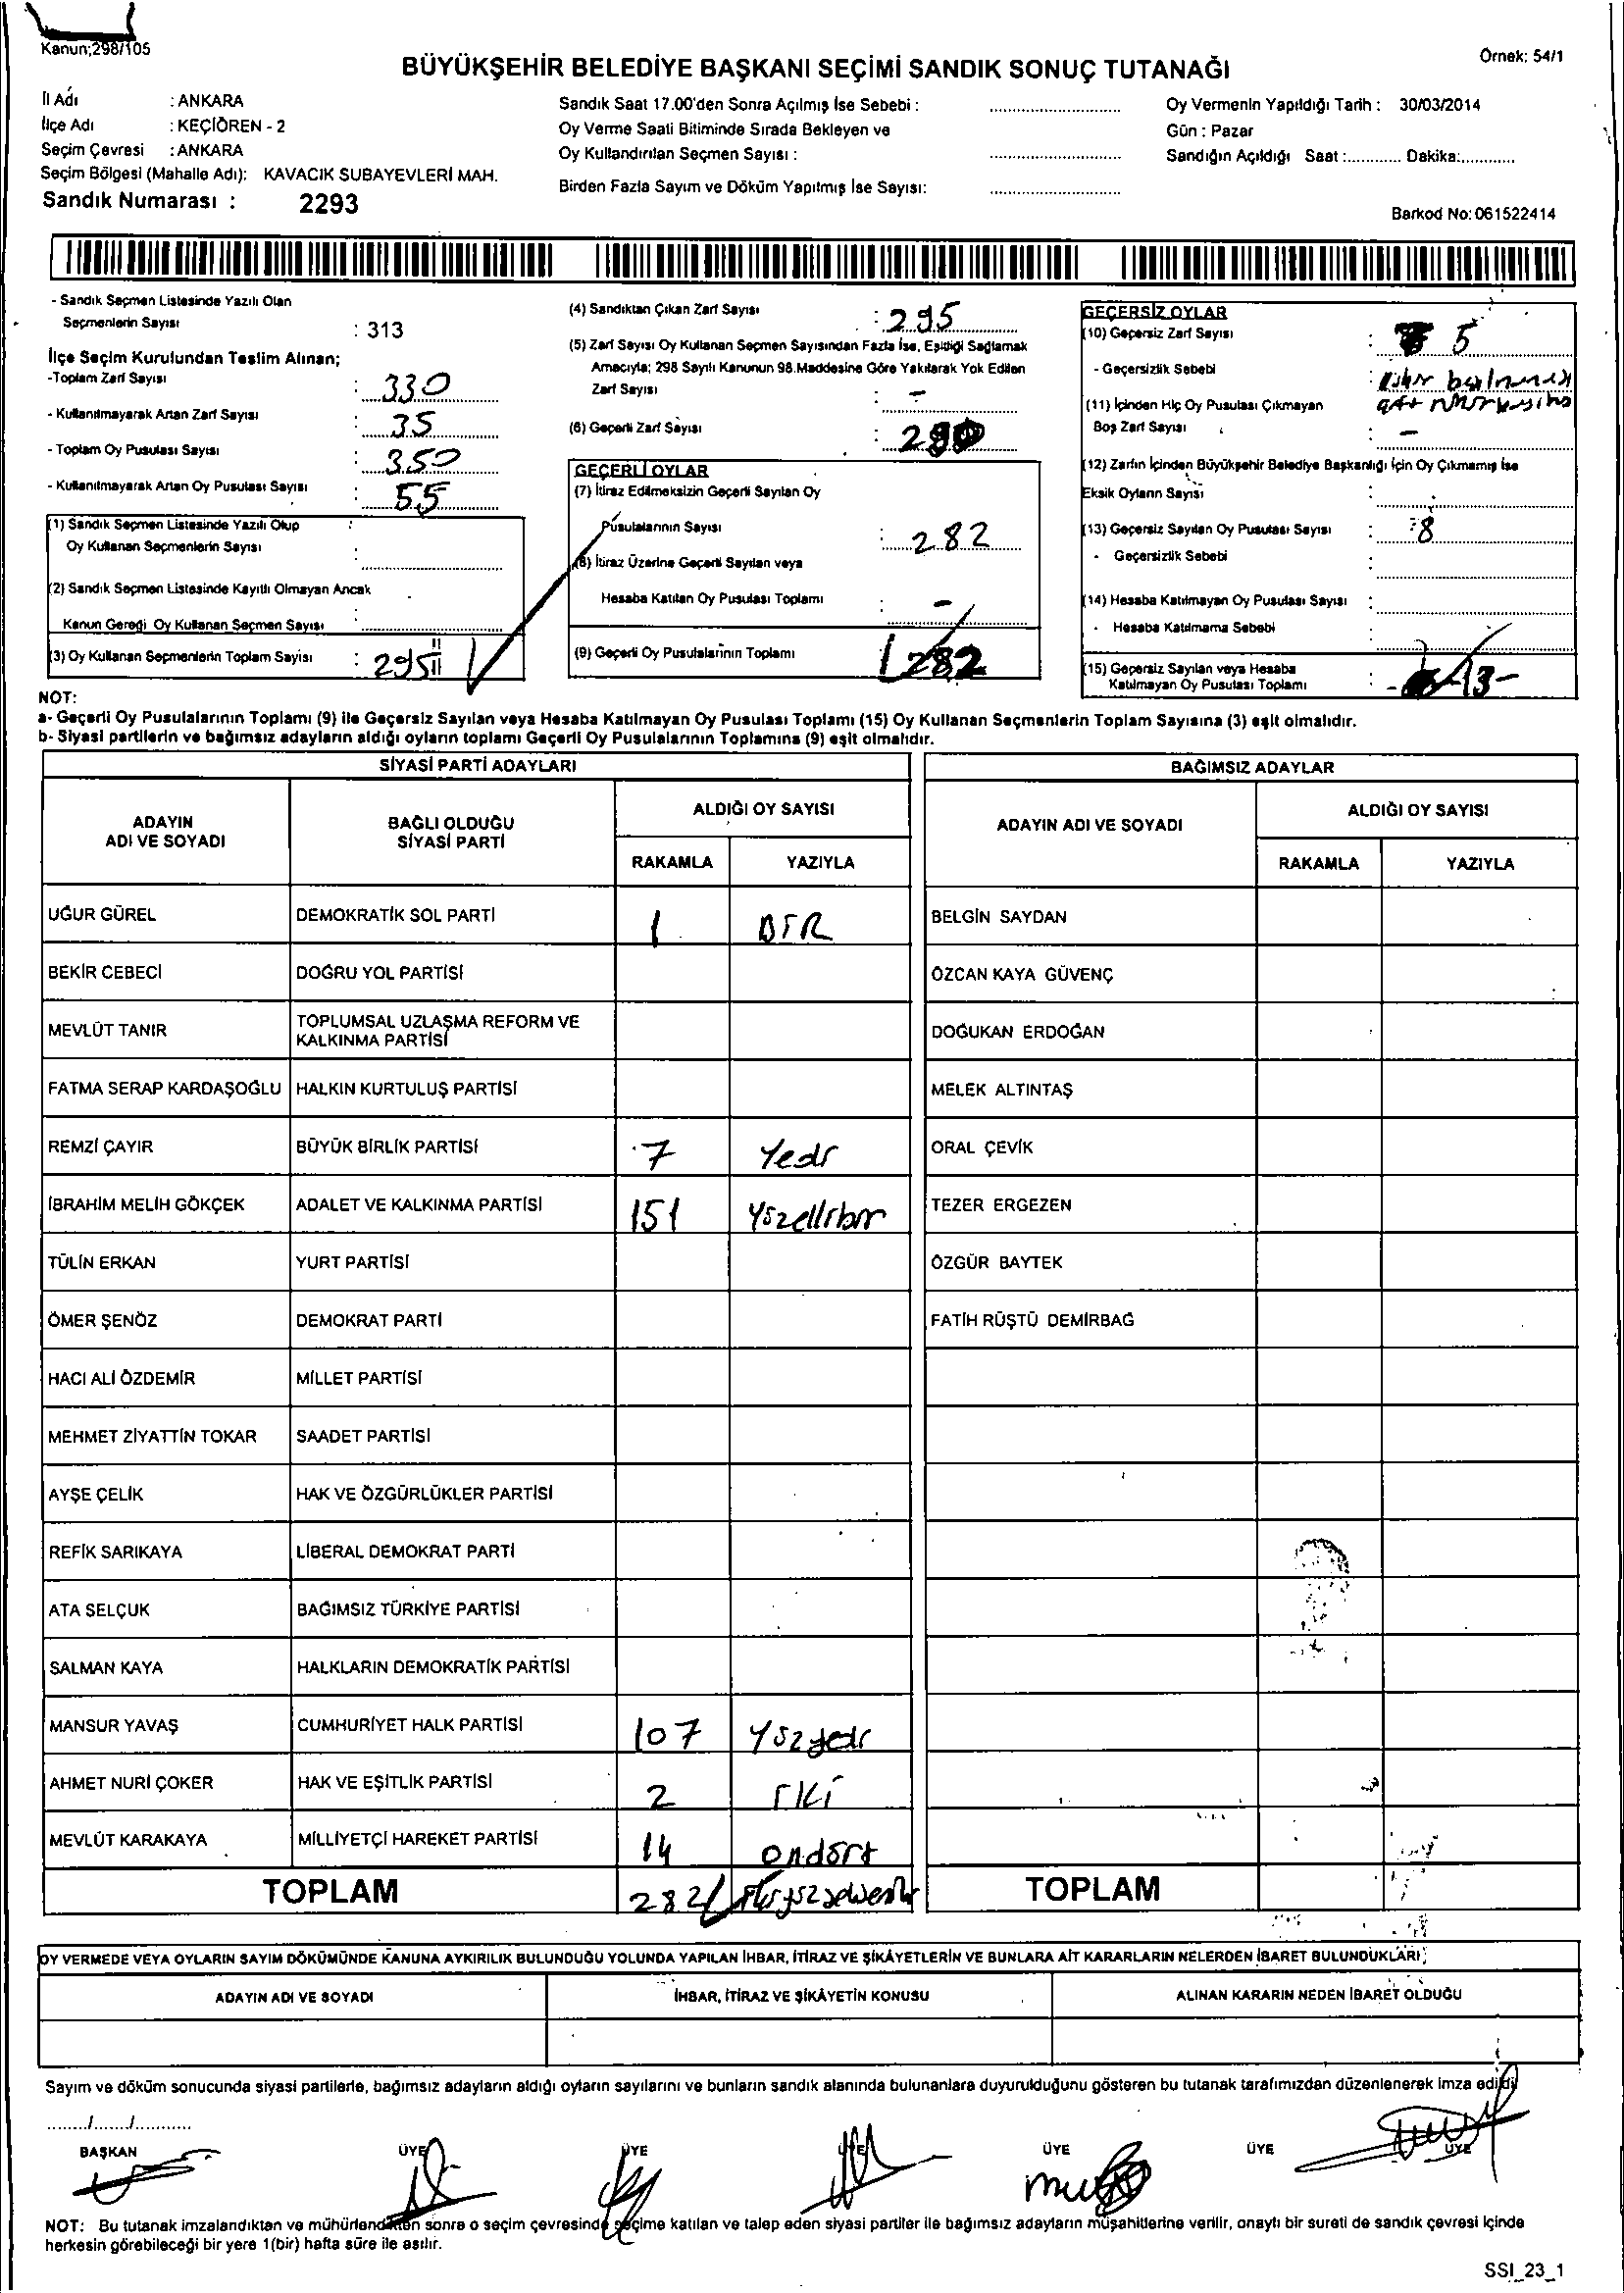 Kanun;298/105
Örnek: 54/1
BÜYÜKŞEHİR BELEDİYE BAŞKANI SEÇİMİ SANDIK SONUÇ TUTANAĞI
İl Adı : ANKARA
İlçe Adı : KEÇİÖREN - 2
Seçim Çevresi : ANKARA
Seçim Bölgesi (Mahalle Adı): KAVACIK SUBAYEVLERİ MAH.
Sandık Numarası : 2293
Sandık Saat 17.00'den Sonra Açılmış İse Sebebi :
Oy Verme Saati Bitiminde Sırada Bekleyen ve
Oy Kullandırılan Seçmen Sayısı :
Birden Fazla Sayım ve Döküm Yapılmış İse Sayısı:
Oy Vermenin Yapıldığı Tarih : 30/03/2014
Gün : Pazar
Sandığın Açıldığı Saat :............ Dakika:............
Barkod No: 061522414
- Sandık Seçmen Listesinde Yazılı Olan
Seçmenlerin Sayısı : 313
İlçe Seçim Kurulundan Teslim Alınan;
-Toplam Zarf Sayısı : 330
- Kullanılmayarak Artan Zarf Sayısı : 35
- Toplam Oy Pusulası Sayısı : 350
- Kullanılmayarak Artan Oy Pusulası Sayısı : 55
(1) Sandık Seçmen Listesinde Yazılı Olup :
Oy Kullanan Seçmenlerin Sayısı :
(2) Sandık Seçmen Listesinde Kayıtlı Olmayan Ancak
Kanun Gereği Oy Kullanan Seçmen Sayısı :
(3) Oy Kullanan Seçmenlerin Toplam Sayısı : 295
(4) Sandıktan Çıkan Zarf Sayısı : 295
(5) Zarf Sayısı Oy Kullanan Seçmen Sayısından Fazla İse, Eşitliği Sağlamak
Amacıyla; 298 Sayılı Kanunun 98.Maddesine Göre Yakılarak Yok Edilen
Zarf Sayısı : -
(6) Geçerli Zarf Sayısı : 290
GEÇERLİ OYLAR
(7) İtiraz Edilmeksizin Geçerli Sayılan Oy
Pusulalarının Sayısı : 282
(8) İtiraz Üzerine Geçerli Sayılan veya
Hesaba Katılan Oy Pusulası Toplamı : -
(9) Geçerli Oy Pusulalarının Toplamı 282
GEÇERSİZ OYLAR
(10) Geçersiz Zarf Sayısı : 5
- Geçersizlik Sebebi :
(11) İçinden Hiç Oy Pusulası Çıkmayan
Boş Zarf Sayısı : -
(12) Zarfın İçinden Büyükşehir Belediye Başkanlığı İçin Oy Çıkmamış İse
Eksik Oyların Sayısı :
(13) Geçersiz Sayılan Oy Pusulası Sayısı : 8
- Geçersizlik Sebebi
(14) Hesaba Katılmayan Oy Pusulası Sayısı :
- Hesaba Katılmama Sebebi :
(15) Geçersiz Sayılan veya Hesaba
Katılmayan Oy Pusulası Toplamı : 13-
NOT:
a- Geçerli Oy Pusulalarının Toplamı (9) ile Geçersiz Sayılan veya Hesaba Katılmayan Oy Pusulası Toplamı (15) Oy Kullanan Seçmenlerin Toplam Sayısına (3) eşit olmalıdır.
b- Siyasi partilerin ve bağımsız adayların aldığı oyların toplamı Geçerli Oy Pusulalarının Toplamına (9) eşit olmalıdır.
SİYASİ PARTİ ADAYLARI
ADAYIN ADI VE SOYADI
BAĞLI OLDUĞU SİYASİ PARTİ
ALDIĞI OY SAYISI
RAKAMLA YAZIYLA
UĞUR GÜREL DEMOKRATİK SOL PARTİ 1 BİR
BEKİR CEBECİ DOĞRU YOL PARTİSİ
MEVLÜT TANIR TOPLUMSAL UZLAŞMA REFORM VE KALKINMA PARTİSİ
FATMA SERAP KARDAŞOĞLU HALKIN KURTULUŞ PARTİSİ
REMZİ ÇAYIR BÜYÜK BİRLİK PARTİSİ 7 Yedi
İBRAHİM MELİH GÖKÇEK ADALET VE KALKINMA PARTİSİ 151 Yüzellibir
TÜLİN ERKAN YURT PARTİSİ
ÖMER ŞENÖZ DEMOKRAT PARTİ
HACI ALİ ÖZDEMİR MİLLET PARTİSİ
MEHMET ZİYATTİN TOKAR SAADET PARTİSİ
AYŞE ÇELİK HAK VE ÖZGÜRLÜKLER PARTİSİ
REFİK SARIKAYA LİBERAL DEMOKRAT PARTİ
ATA SELÇUK BAĞIMSIZ TÜRKİYE PARTİSİ
SALMAN KAYA HALKLARIN DEMOKRATİK PARTİSİ
MANSUR YAVAŞ CUMHURİYET HALK PARTİSİ 107 Yüzyedi
AHMET NURİ ÇOKER HAK VE EŞİTLİK PARTİSİ 2 İki
MEVLÜT KARAKAYA MİLLİYETÇİ HAREKET PARTİSİ 14 ondört
TOPLAM 282 ikiyüzsekseniki
BAĞIMSIZ ADAYLAR
ADAYIN ADI VE SOYADI
ALDIĞI OY SAYISI
RAKAMLA YAZIYLA
BELGİN SAYDAN
ÖZCAN KAYA GÜVENÇ
DOĞUKAN ERDOĞAN
MELEK ALTINTAŞ
ORAL ÇEVİK
TEZER ERGEZEN
ÖZGÜR BAYTEK
FATİH RÜŞTÜ DEMİRBAĞ
TOPLAM
OY VERMEDE VEYA OYLARIN SAYIM DÖKÜMÜNDE KANUNA AYKIRILIK BULUNDUĞU YOLUNDA YAPILAN İHBAR, İTİRAZ VE ŞİKÂYETLERİN VE BUNLARA AİT KARARLARIN NELERDEN İBARET BULUNDUKLARI
ADAYIN ADI VE SOYADI İHBAR, İTİRAZ VE ŞİKÂYETİN KONUSU ALINAN KARARIN NEDEN İBARET OLDUĞU
Sayım ve döküm sonucunda siyasi partilerle, bağımsız adayların aldığı oyların sayılarını ve bunların sandık alanında bulunanlara duyurulduğunu gösteren bu tutanak tarafımızdan düzenlenerek imza edildi
......./......./...........
BAŞKAN ÜYE ÜYE ÜYE ÜYE ÜYE ÜYE
NOT: Bu tutanak imzalandıktan ve mühürlendikten sonra o seçim çevresinde seçime katılan ve talep eden siyasi partiler ile bağımsız adayların müşahitlerine verilir, onaylı bir sureti de sandık çevresi içinde
herkesin görebileceği bir yere 1(bir) hafta süre ile asılır.
SSI_23_1